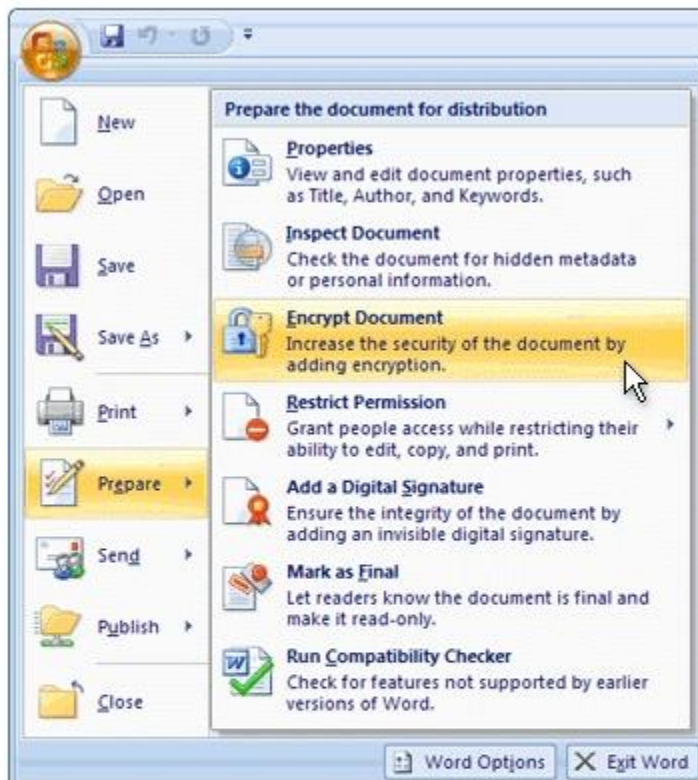 New
Open
Save
Save As
Print
Prepare
Send
Publish
Close
Prepare the document for distribution
Properties
View and edit document properties, such
as Title, Author, and Keywords.
Inspect Document
Check the document for hidden metadata
or personal information.
Encrypt Document
Increase the security of the document by
adding encryption.
Restrict Permission
Grant people access while restricting their
ability to edit, copy, and print.
Add a Digital Signature
Ensure the integrity of the document by
adding an invisible digital signature.
Mark as Final
Let readers know the document is final and
make it read-only.
Run Compatibility Checker
Check for features not supported by earlier
versions of Word.
Word Options
Exit Word